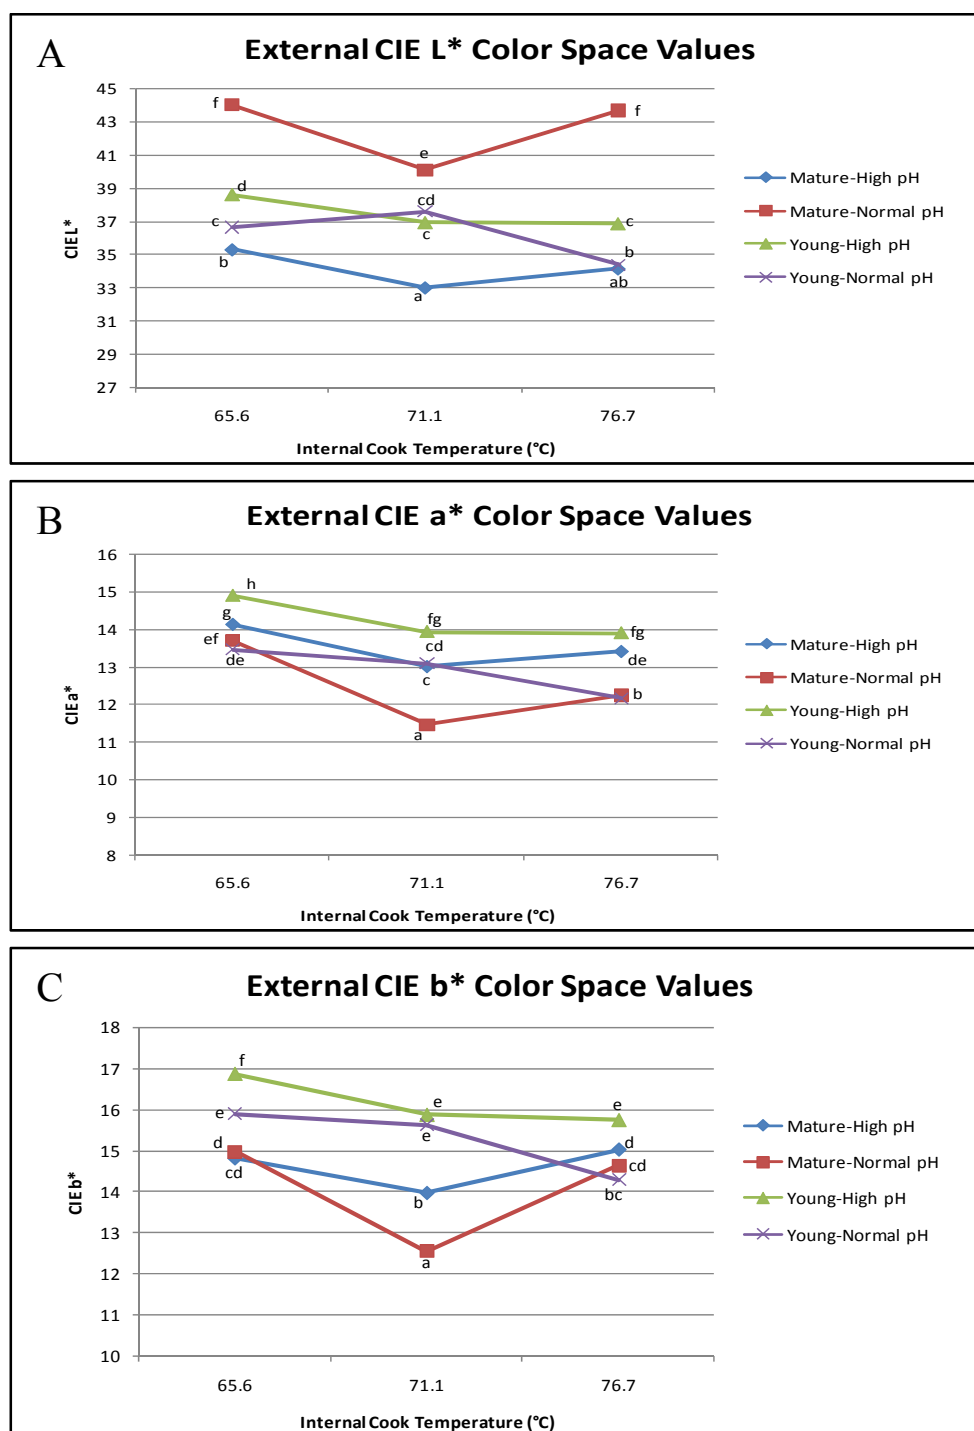 A
External CIE L* Color Space Values
45
43
41
39
37
35
33
31
29
27
CIE L*
f
e
f
d
cd
c
c
c
b
b
a
ab
65.6
71.1
76.7
Internal Cook Temperature (°C)
Mature-High pH
Mature-Normal pH
Young-High pH
Young-Normal pH
B
External CIE a* Color Space Values
16
15
14
13
12
11
10
9
8
CIE a*
h
g
fg
fg
ef
cd
de
c
de
b
a
65.6
71.1
76.7
Internal Cook Temperature (°C)
Mature-High pH
Mature-Normal pH
Young-High pH
Young-Normal pH
C
External CIE b* Color Space Values
18
17
16
15
14
13
12
11
10
CIE b*
f
e
e
e
e
d
d
cd
cd
b
bc
a
65.6
71.1
76.7
Internal Cook Temperature (°C)
Mature-High pH
Mature-Normal pH
Young-High pH
Young-Normal pH